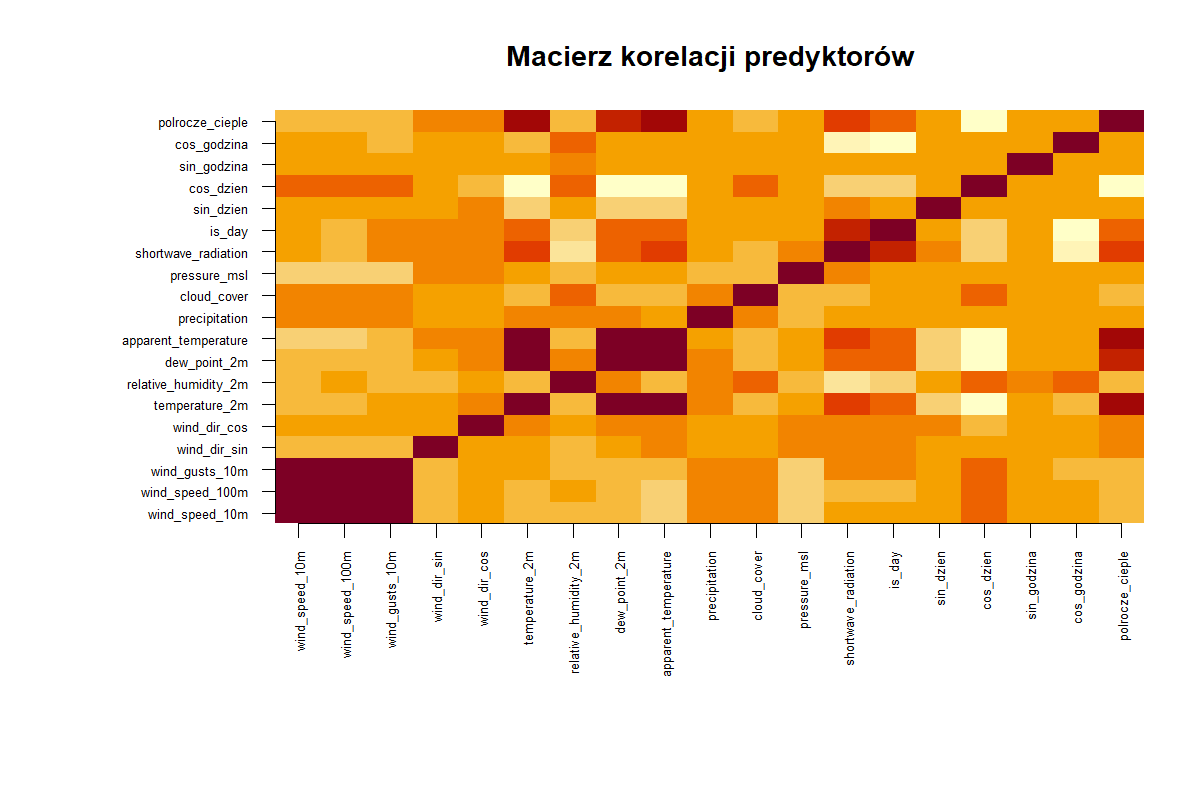 Macierz korelacji predyktorów
polrocze_cieple
cos_godzina
sin_godzina
cos_dzien
sin_dzien
is_day
shortwave_radiation
pressure_msl
cloud_cover
precipitation
apparent_temperature
dew_point_2m
relative_humidity_2m
temperature_2m
wind_dir_cos
wind_dir_sin
wind_gusts_10m
wind_speed_100m
wind_speed_10m
wind_speed_10m
wind_speed_100m
wind_gusts_10m
wind_dir_sin
wind_dir_cos
temperature_2m
relative_humidity_2m
dew_point_2m
apparent_temperature
precipitation
cloud_cover
pressure_msl
shortwave_radiation
is_day
sin_dzien
cos_dzien
sin_godzina
cos_godzina
polrocze_cieple